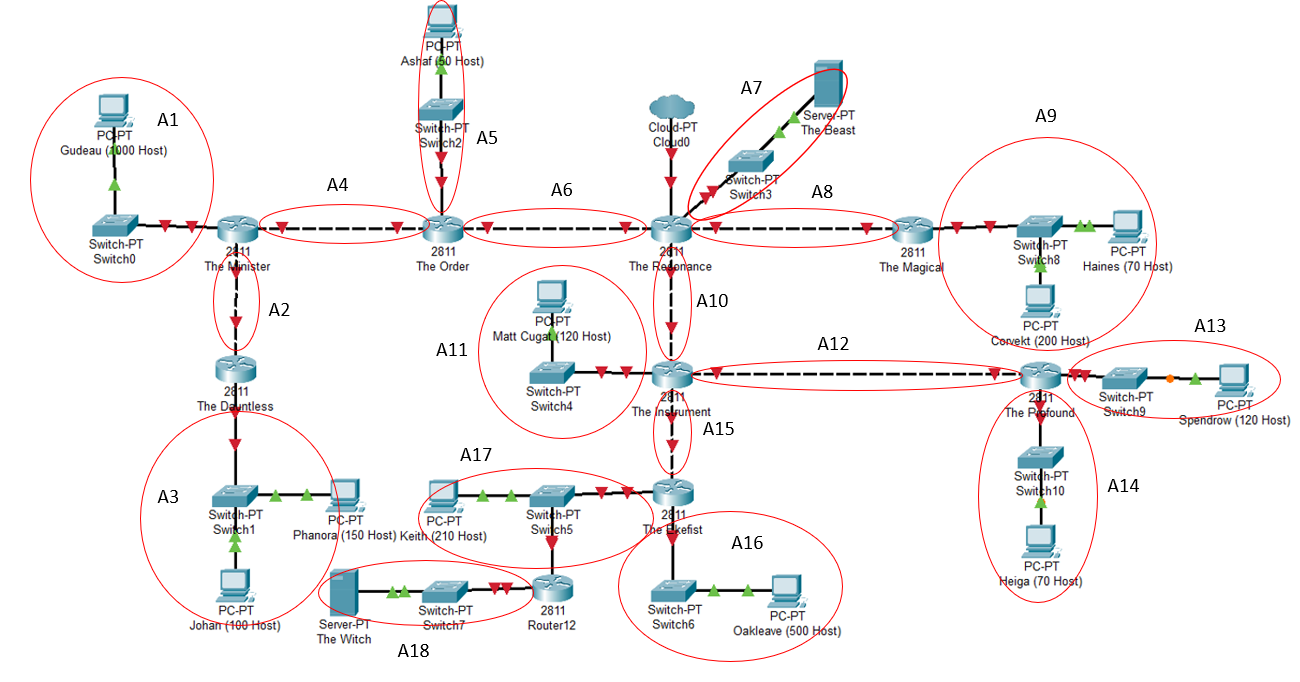 PC-PT
Ashaf (50 Host)
Switch-PT
Switch2
A5
A1
PC-PT
Gudeau (1000 Host)
Switch-PT
Switch0
A4
2811
The Minister
2811
The Order
A6
Cloud-PT
Cloud0
A7
Server-PT
The Beast
Switch-PT
Switch3
2811
The Resonance
A8
2811
The Magical
A9
Switch-PT
Switch8
PC-PT
Haines (70 Host)
PC-PT
Corvekt (200 Host)
A2
2811
The Dauntless
A10
A11
PC-PT
Matt Cugat (120 Host)
Switch-PT
Switch4
2811
The Instrument
A12
2811
The Profound
A13
Switch-PT
Switch9
PC-PT
Spendrow (120 Host)
A15
A3
Switch-PT
Switch1
PC-PT
Phanora (150 Host)
PC-PT
Johan (100 Host)
A17
PC-PT
Keith (210 Host)
Switch-PT
Switch5
2811
The Ekefist
A14
Switch-PT
Switch10
PC-PT
Heiga (70 Host)
A16
Switch-PT
Switch6
PC-PT
Oakleave (500 Host)
Server-PT
The Witch
Switch-PT
Switch7
2811
Router12
A18